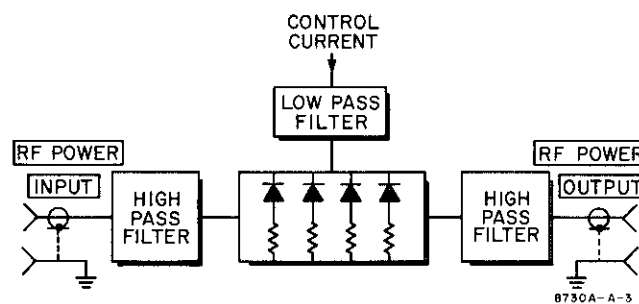 CONTROL
CURRENT
LOW PASS
FILTER
RF POWER
INPUT
HIGH
PASS
FILTER
HIGH
PASS
FILTER
RF POWER
OUTPUT
8730A-A-3